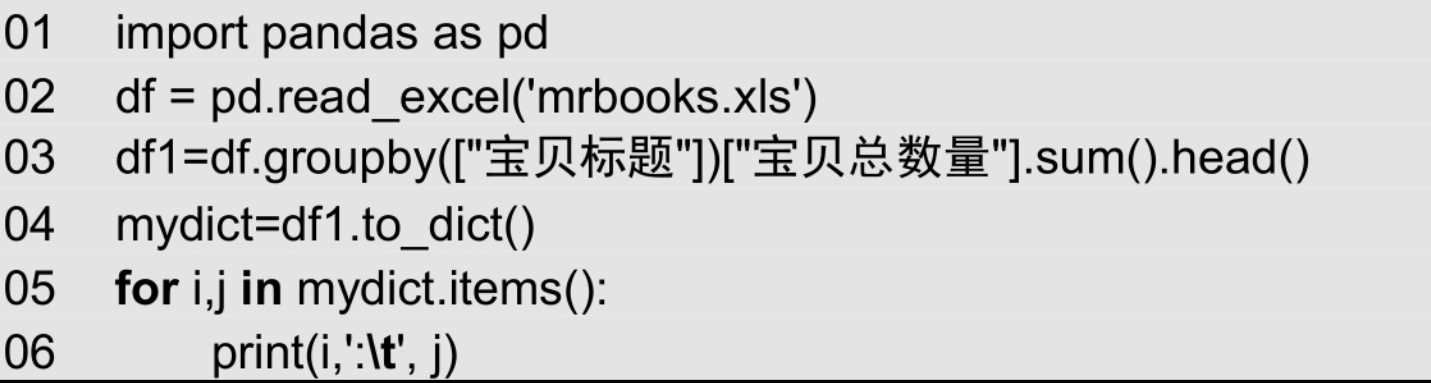 01 import pandas as pd
02 df = pd.read_excel('mrbooks.xls')
03 df1=df.groupby(["宝贝标题"])["宝贝总数量"].sum().head()
04 mydict=df1.to_dict()
05 for i,j in mydict.items():
06 print(i,':\t', j)